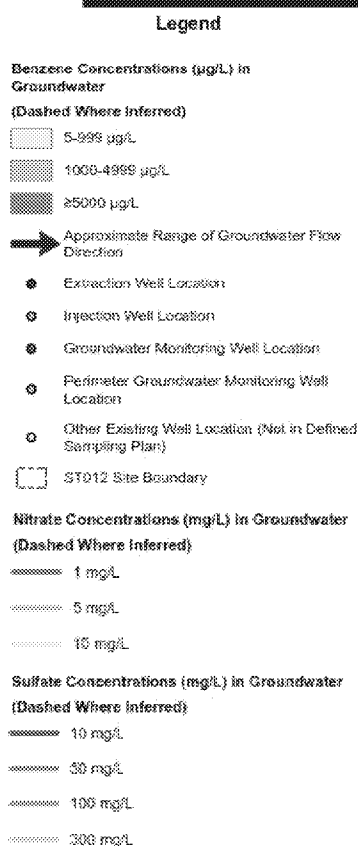 Legend
Benzene Concentrations (µg/L) in
Groundwater
(Dashed Where Inferred)
5-999 µg/L
1000-4999 µg/L
≥5000 µg/L
Approximate Range of Groundwater Flow
Direction
Extraction Well Location
Injection Well Location
Groundwater Monitoring Well Location
Perimeter Groundwater Monitoring Well
Location
Other Existing Well Location (Not in Defined
Sampling Plan)
ST012 Site Boundary
Nitrate Concentrations (mg/L) in Groundwater
(Dashed Where Inferred)
1 mg/L
5 mg/L
10 mg/L
Sulfate Concentrations (mg/L) in Groundwater
(Dashed Where Inferred)
10 mg/L
50 mg/L
100 mg/L
300 mg/L